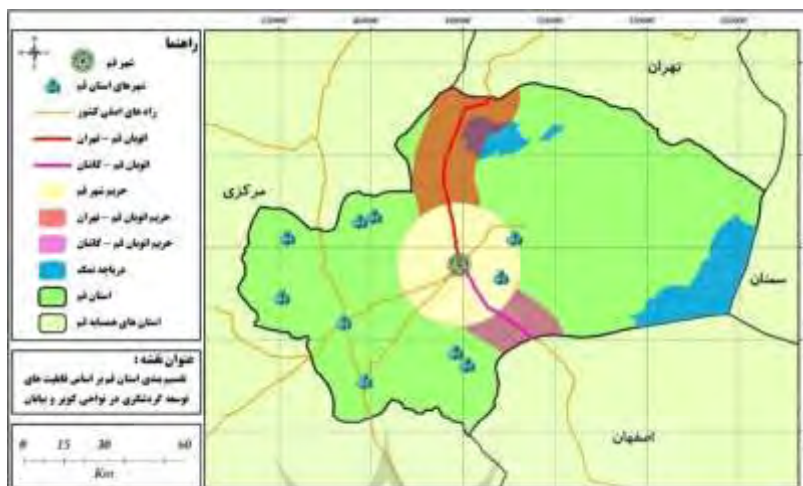 راهنما
شهر قم
شهرهای استان قم
راه های اصلی کشور
اتوبان قم - تهران
اتوبان قم - کاشان
حریم شهر قم
حریم اتوبان قم - تهران
حریم اتوبان قم - کاشان
دریاچه نمک
استان قم
استان های همسایه قم
عنوان نقشه :
تقسیم بندی استان قم بر اساس قابلیت های
توسعه گردشگری در نواحی کویر و بیابان
0 15 30 60
Km
تهران
مرکزی
سمنان
اصفهان